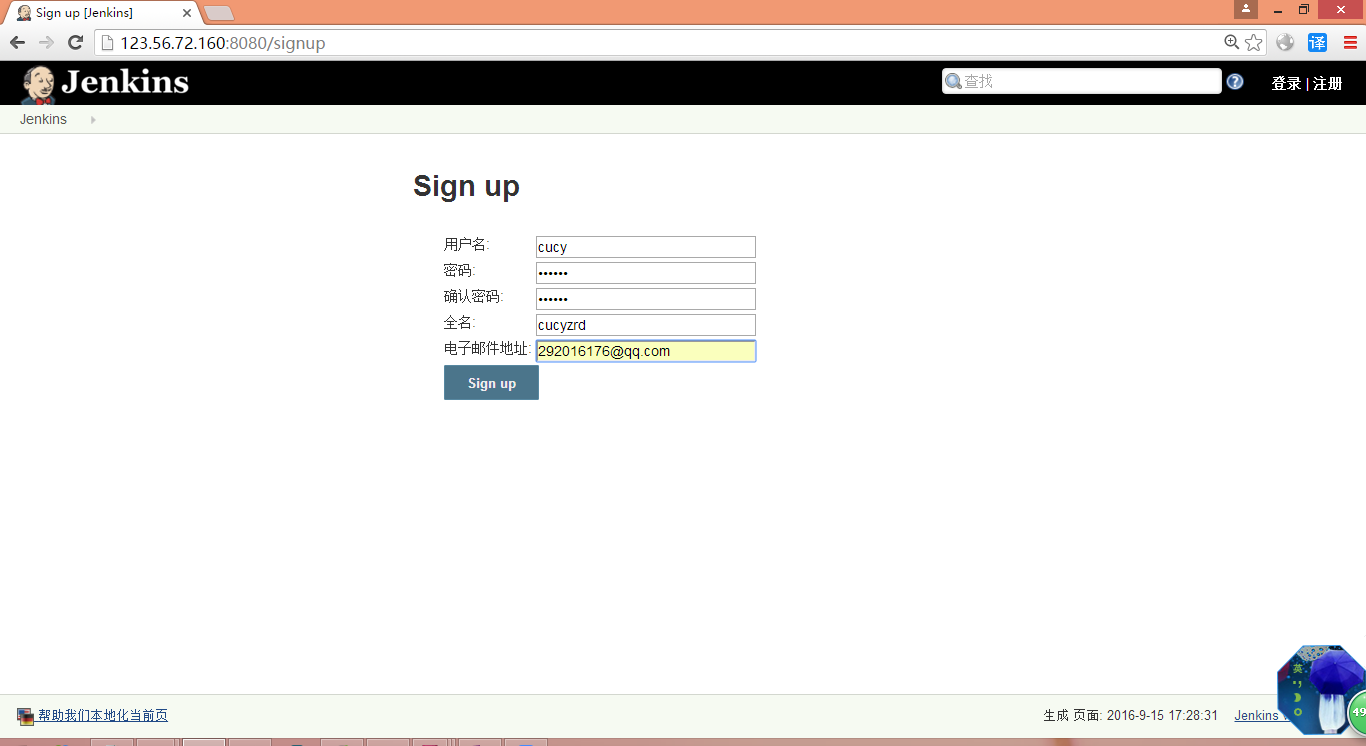 Sign up [Jenkins]
123.56.72.160:8080/signup
译
Jenkins
查找
登录 | 注册
Jenkins
Sign up
用户名:
cucy
密码:
••••••
确认密码:
••••••
全名:
cucyzrd
电子邮件地址:
292016176@qq.com
Sign up
英
49
帮助我们本地化当前页
生成 页面: 2016-9-15 17:28:31
Jenkins